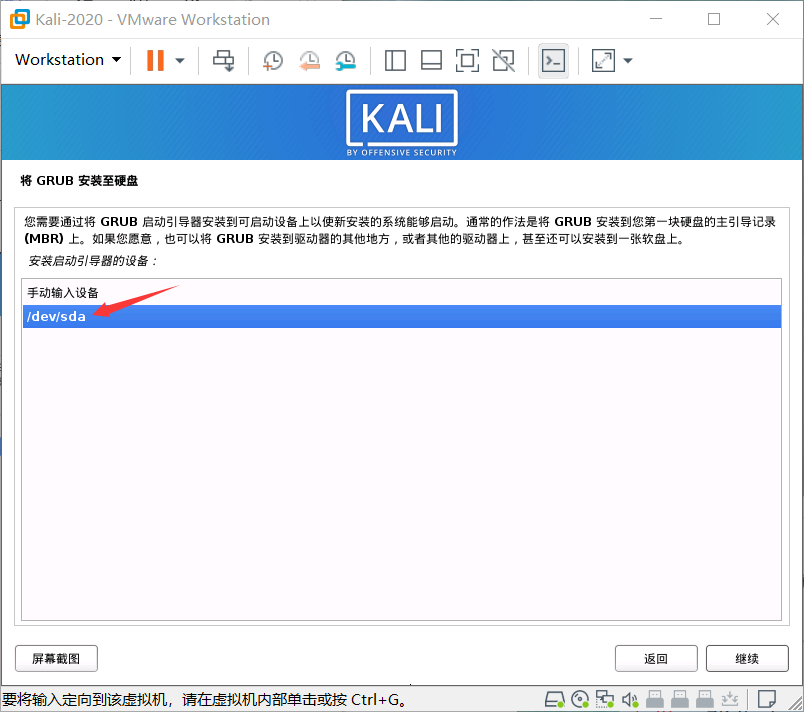 Kali-2020 - VMware Workstation
Workstation
KALI
BY OFFENSIVE SECURITY
将 GRUB 安装至硬盘
您需要通过将 GRUB 启动引导器安装到可启动设备上以使新安装的系统能够启动。通常的作法是将 GRUB 安装到您第一块硬盘的主引导记录
(MBR) 上。如果您愿意，也可以将 GRUB 安装到驱动器的其他地方，或者其他的驱动器上，甚至还可以安装到一张软盘上。
安装启动引导器的设备：
手动输入设备
/dev/sda
屏幕截图
返回
继续
要将输入定向到该虚拟机，请在虚拟机内部单击或按 Ctrl+G。